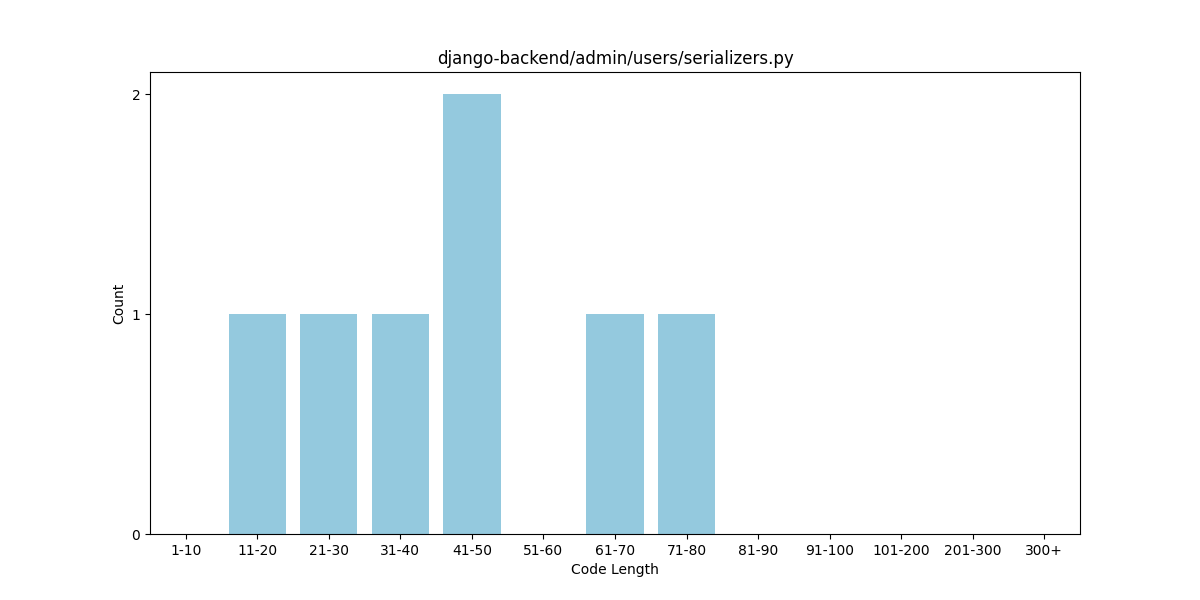 django-backend/admin/users/serializers.py
Count
2
1
0
1-10 11-20 21-30 31-40 41-50 51-60 61-70 71-80 81-90 91-100 101-200 201-300 300+
Code Length